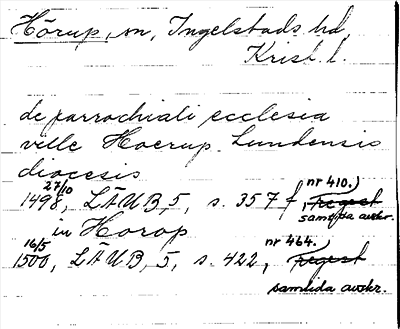 Hörup, sn, Ingelstads hd,
Krist. l.
de parrochiali ecclesia
ville Hoerup Lundensis
diocesis
27/10 1498, LÄUB, 5, s. 357 f, nr 410.) regest samtida avskr.
in Horop
16/5 1500, LÄUB, 5, s. 422, nr 464. regest
samtida avskr.